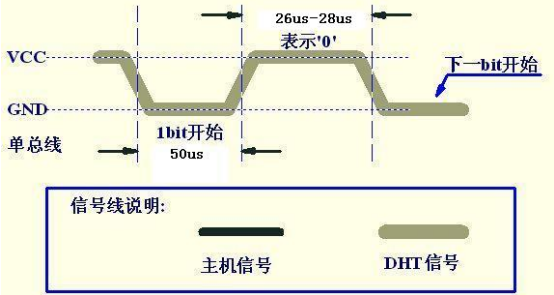 26us-28us
表示'0'
VCC
下一bit开始
GND
1bit开始
单总线
50us
信号线说明:
主机信号
DHT信号